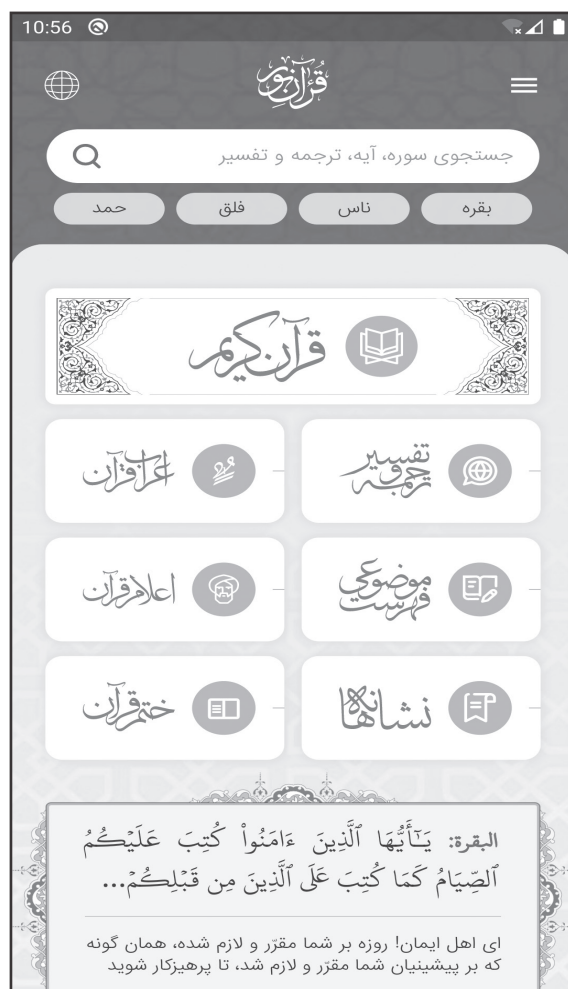 10:56
قرآن نور
جستجوی سوره، آیه، ترجمه و تفسیر
بقره
ناس
فلق
حمد
قرآن کریم
ترجمه و تفسیر
اعراب قرآن
فهرست موضوعی
اعلام قرآن
نشانه‌ها
ختم قرآن
البقرة: يَـٰٓأَيُّهَا ٱلَّذِينَ ءَامَنُواْ كُتِبَ عَلَيۡكُمُ
ٱلصِّيَامُ كَمَا كُتِبَ عَلَى ٱلَّذِينَ مِن قَبۡلِكُمۡ...
ای اهل ایمان! روزه بر شما مقرّر و لازم شده، همان گونه
که بر پیشینیان شما مقرّر و لازم شد، تا پرهیزکار شوید